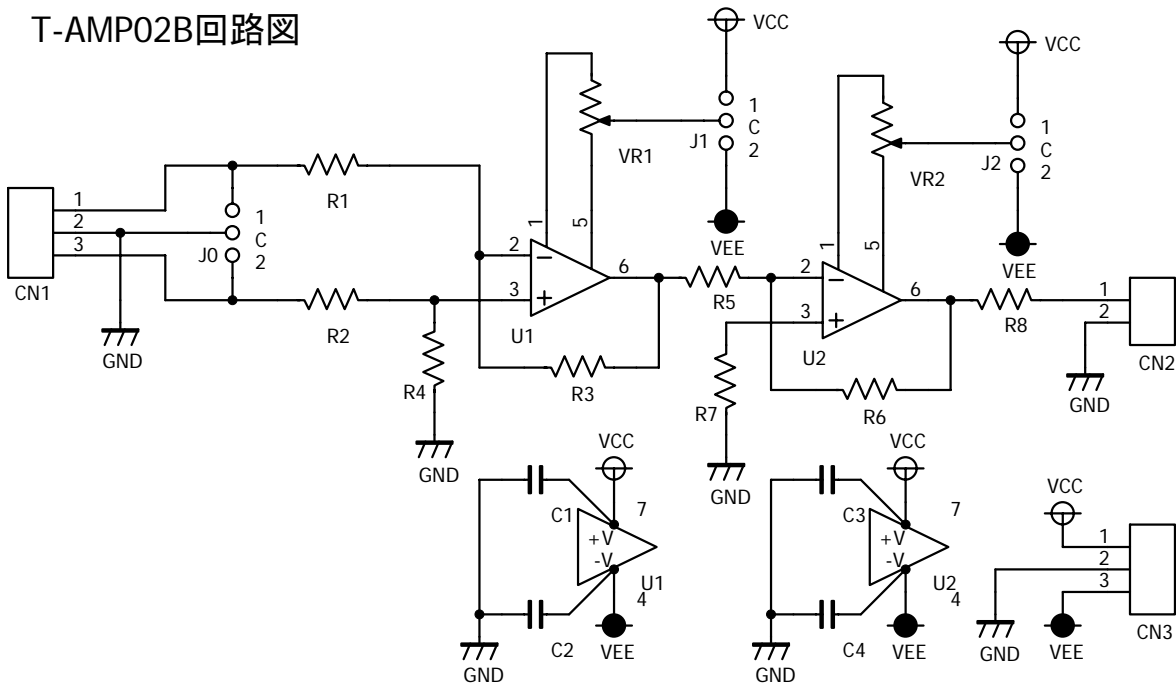 T-AMP02B回路図
VCC
1
C
2
J1
VR1
VEE
VCC
1
C
2
J2
VR2
VEE
1
2
3
CN1
GND
J0
1
C
2
R1
R2
R4
GND
1
5
2
3
6
U1
R3
R5
1
5
2
3
6
U2
R6
R7
GND
R8
1
2
CN2
GND
VCC
7
C1
+V
-V
U1
4
C2
VEE
GND
VCC
7
C3
+V
-V
U2
4
C4
VEE
GND
VCC
1
2
3
CN3
GND
VEE